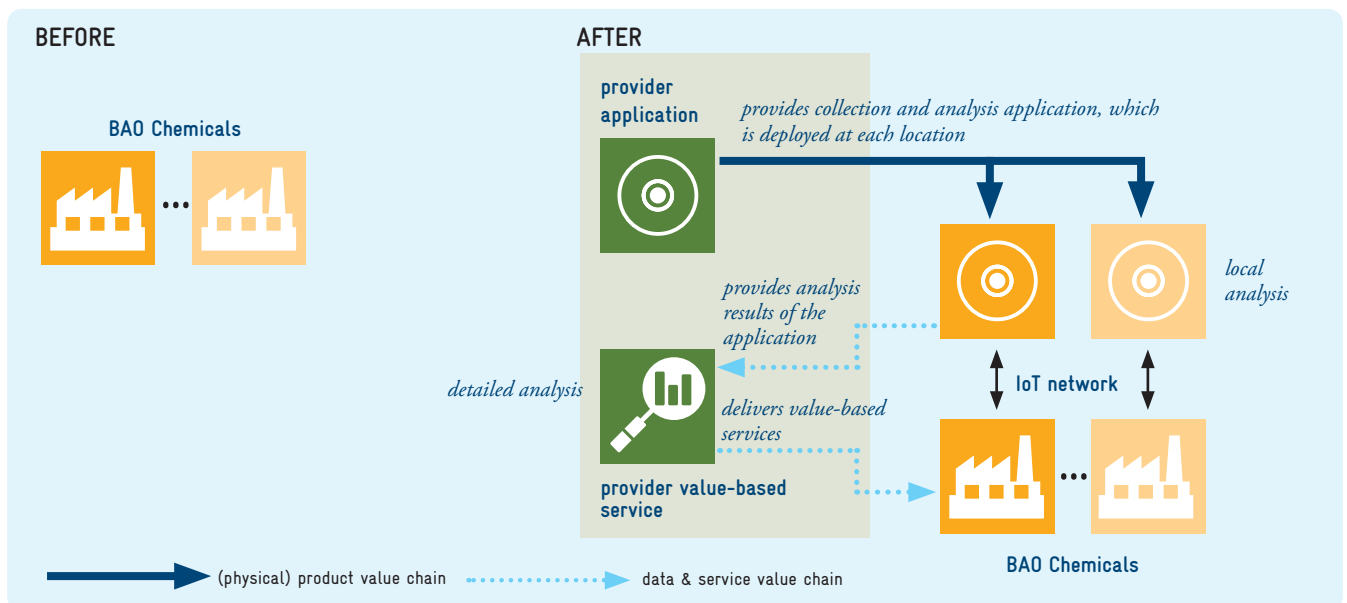 BEFORE
BAO Chemicals
AFTER
provider
application
provides collection and analysis application, which
is deployed at each location
local
analysis
provides analysis
results of the
application
detailed analysis
IoT network
delivers value-based
services
provider value-based
service
BAO Chemicals
(physical) product value chain
data & service value chain